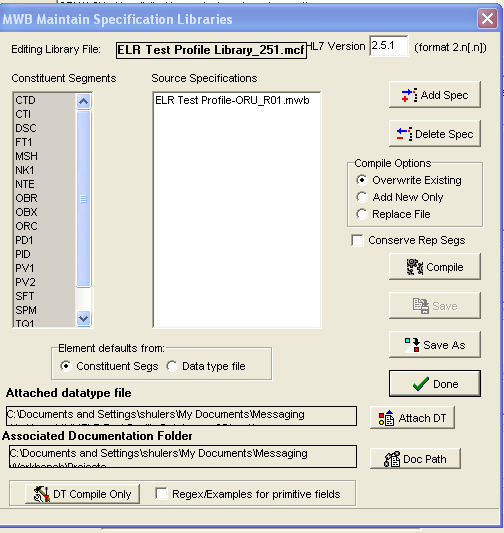 MWB Maintain Specification Libraries
Editing Library File: ELR Test Profile Library_251.mcf HL7 Version 2.5.1 (format 2.n[.n])
Constituent Segments
Source Specifications
CTD
CTI
DSC
FT1
MSH
NK1
NTE
OBR
OBX
ORC
PD1
PID
PV1
PV2
SFT
SPM
TQ1
ELR Test Profile-ORU_R01.mwb
Add Spec
Delete Spec
Compile Options
Overwrite Existing
Add New Only
Replace File
Conserve Rep Segs
Compile
Save
Save As
Done
Element defaults from:
Constituent Segs Data type file
Attached datatype file
C:\Documents and Settings\shulers\My Documents\Messaging
Attach DT
Associated Documentation Folder
C:\Documents and Settings\shulers\My Documents\Messaging
Workbench\Projects
Doc Path
DT Compile Only
Regex/Examples for primitive fields